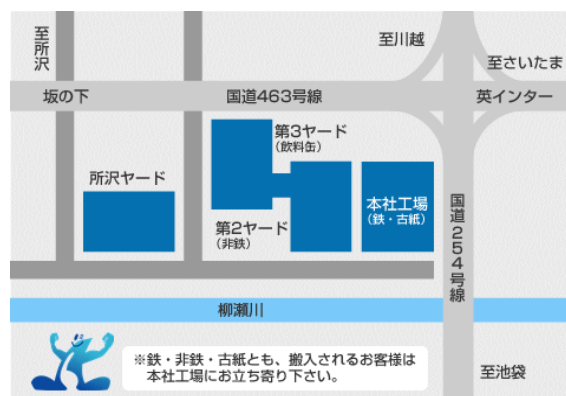 至所沢
至川越
至さいたま
坂の下
国道463号線
英インター
第3ヤード
（飲料缶）
所沢ヤード
本社工場
（鉄・古紙）
第2ヤード
（非鉄）
国道254号線
柳瀬川
※鉄・非鉄・古紙とも、搬入されるお客様は
本社工場にお立ち寄り下さい。
至池袋